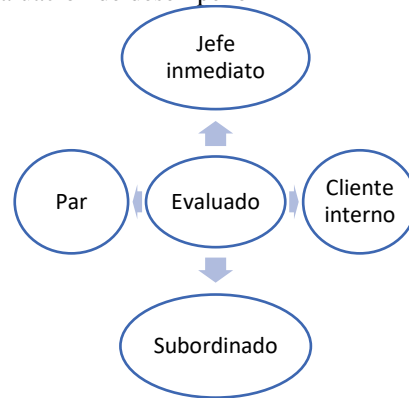 Jefe
inmediato
Par
Evaluado
Cliente
interno
Subordinado